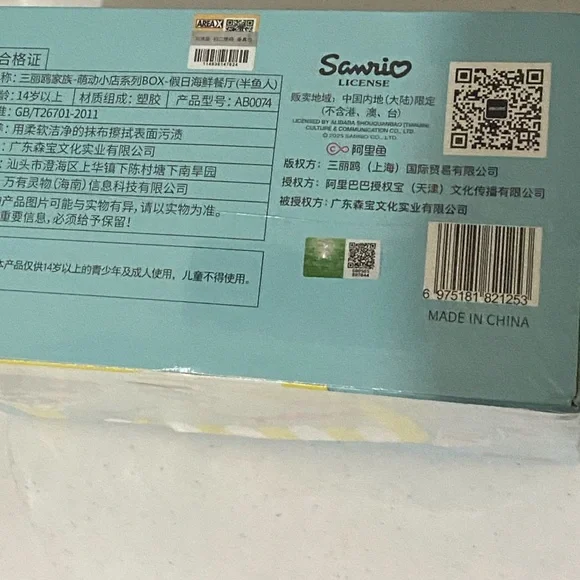 AREAX
合格证
称: 三丽鸥家族-萌动小店系列BOX-假日海鲜餐厅(半鱼人)
龄: 14岁以上 材质组成: 塑胶 产品型号: AB0074
准: GB/T26701-2011
用柔软洁净的抹布擦拭表面污渍
: 广东森宝文化实业有限公司
: 汕头市澄海区上华镇下陈村塘下南旱园
: 万有灵物(海南)信息科技有限公司
产品图片可能与实物有异, 请以实物为准。
重要信息, 必须给予保留!
本产品仅供14岁以上的青少年及成人使用, 儿童不得使用。
Sanrio
LICENSE
贩卖地域: 中国内地(大陆)限定
(不含港、澳、台)
LICENSED BY ALIBABA SHOUQUANBAO (TIANJIN)
CULTURE & COMMUNICATION CO., LTD.
© 2025 SANRIO CO., LTD.
阿里鱼
版权方: 三丽鸥 (上海) 国际贸易有限公司
授权方: 阿里巴巴授权宝 (天津) 文化传播有限公司
被授权方: 广东森宝文化实业有限公司
6 975181 821253
MADE IN CHINA